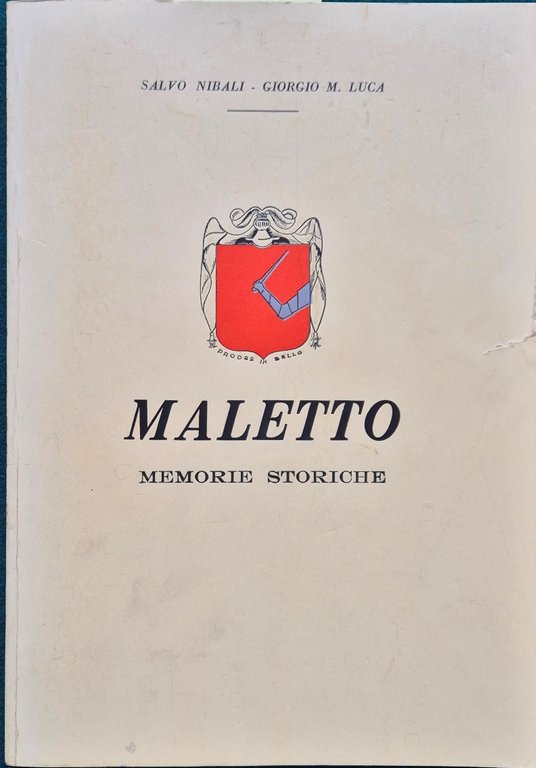 SALVO NIBALI - GIORGIO M. LUCA
PRODES IN BELLO
MALETTO
MEMORIE STORICHE